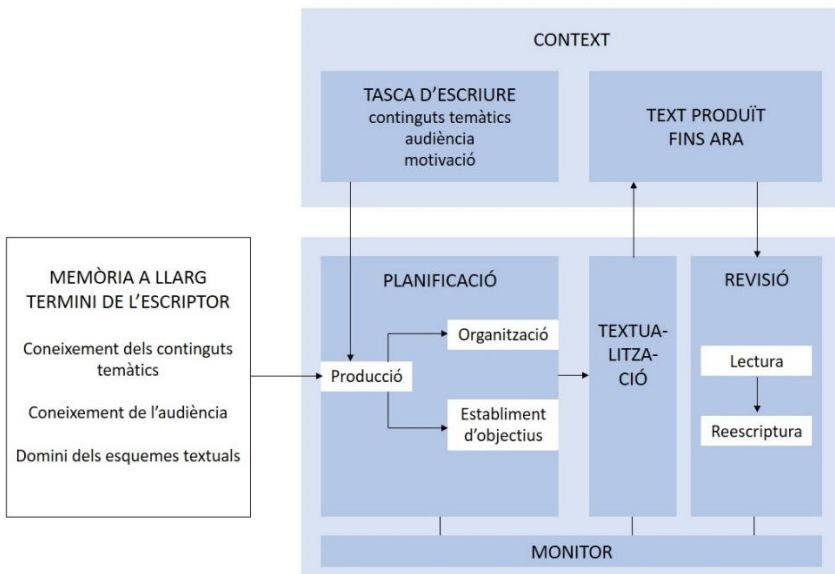 CONTEXT
TASCA D'ESCRIURE
continguts temàtics
audiència
motivació
TEXT PRODUÏT
FINS ARA
MEMÒRIA A LLARG
TERMINI DE L'ESCRIPTOR
Coneixement dels continguts
temàtics
Coneixement de l'audiència
Domini dels esquemes textuals
PLANIFICACIÓ
Producció
Organització
Establiment
d'objectius
TEXTUA-
LITZA-
CIÓ
REVISIÓ
Lectura
Reescriptura
MONITOR